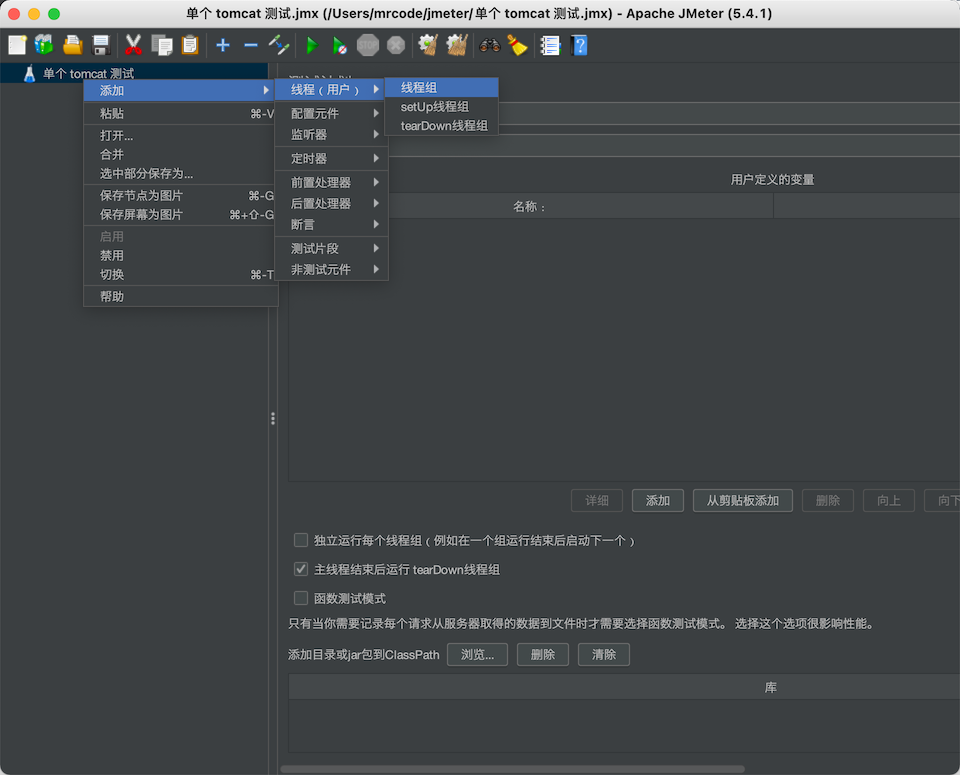 单个 tomcat 测试.jmx (/Users/mrcode/jmeter/单个 tomcat 测试.jmx) - Apache JMeter (5.4.1)
STOP
单个 tomcat 测试
添加
粘贴 ⌘-V
打开...
合并
选中部分保存为...
保存节点为图片 ⌘-G
保存屏幕为图片 ⌘+⇧-G
启用
禁用
切换 ⌘-T
帮助
线程（用户）
配置元件
监听器
定时器
前置处理器
后置处理器
断言
测试片段
非测试元件
线程组
setUp线程组
tearDown线程组
用户定义的变量
名称：
详细 添加 从剪贴板添加 删除 向上 向下
独立运行每个线程组（例如在一个组运行结束后启动下一个）
主线程结束后运行 tearDown线程组
函数测试模式
只有当你需要记录每个请求从服务器取得的数据到文件时才需要选择函数测试模式。 选择这个选项很影响性能。
添加目录或jar包到ClassPath 浏览... 删除 清除
库